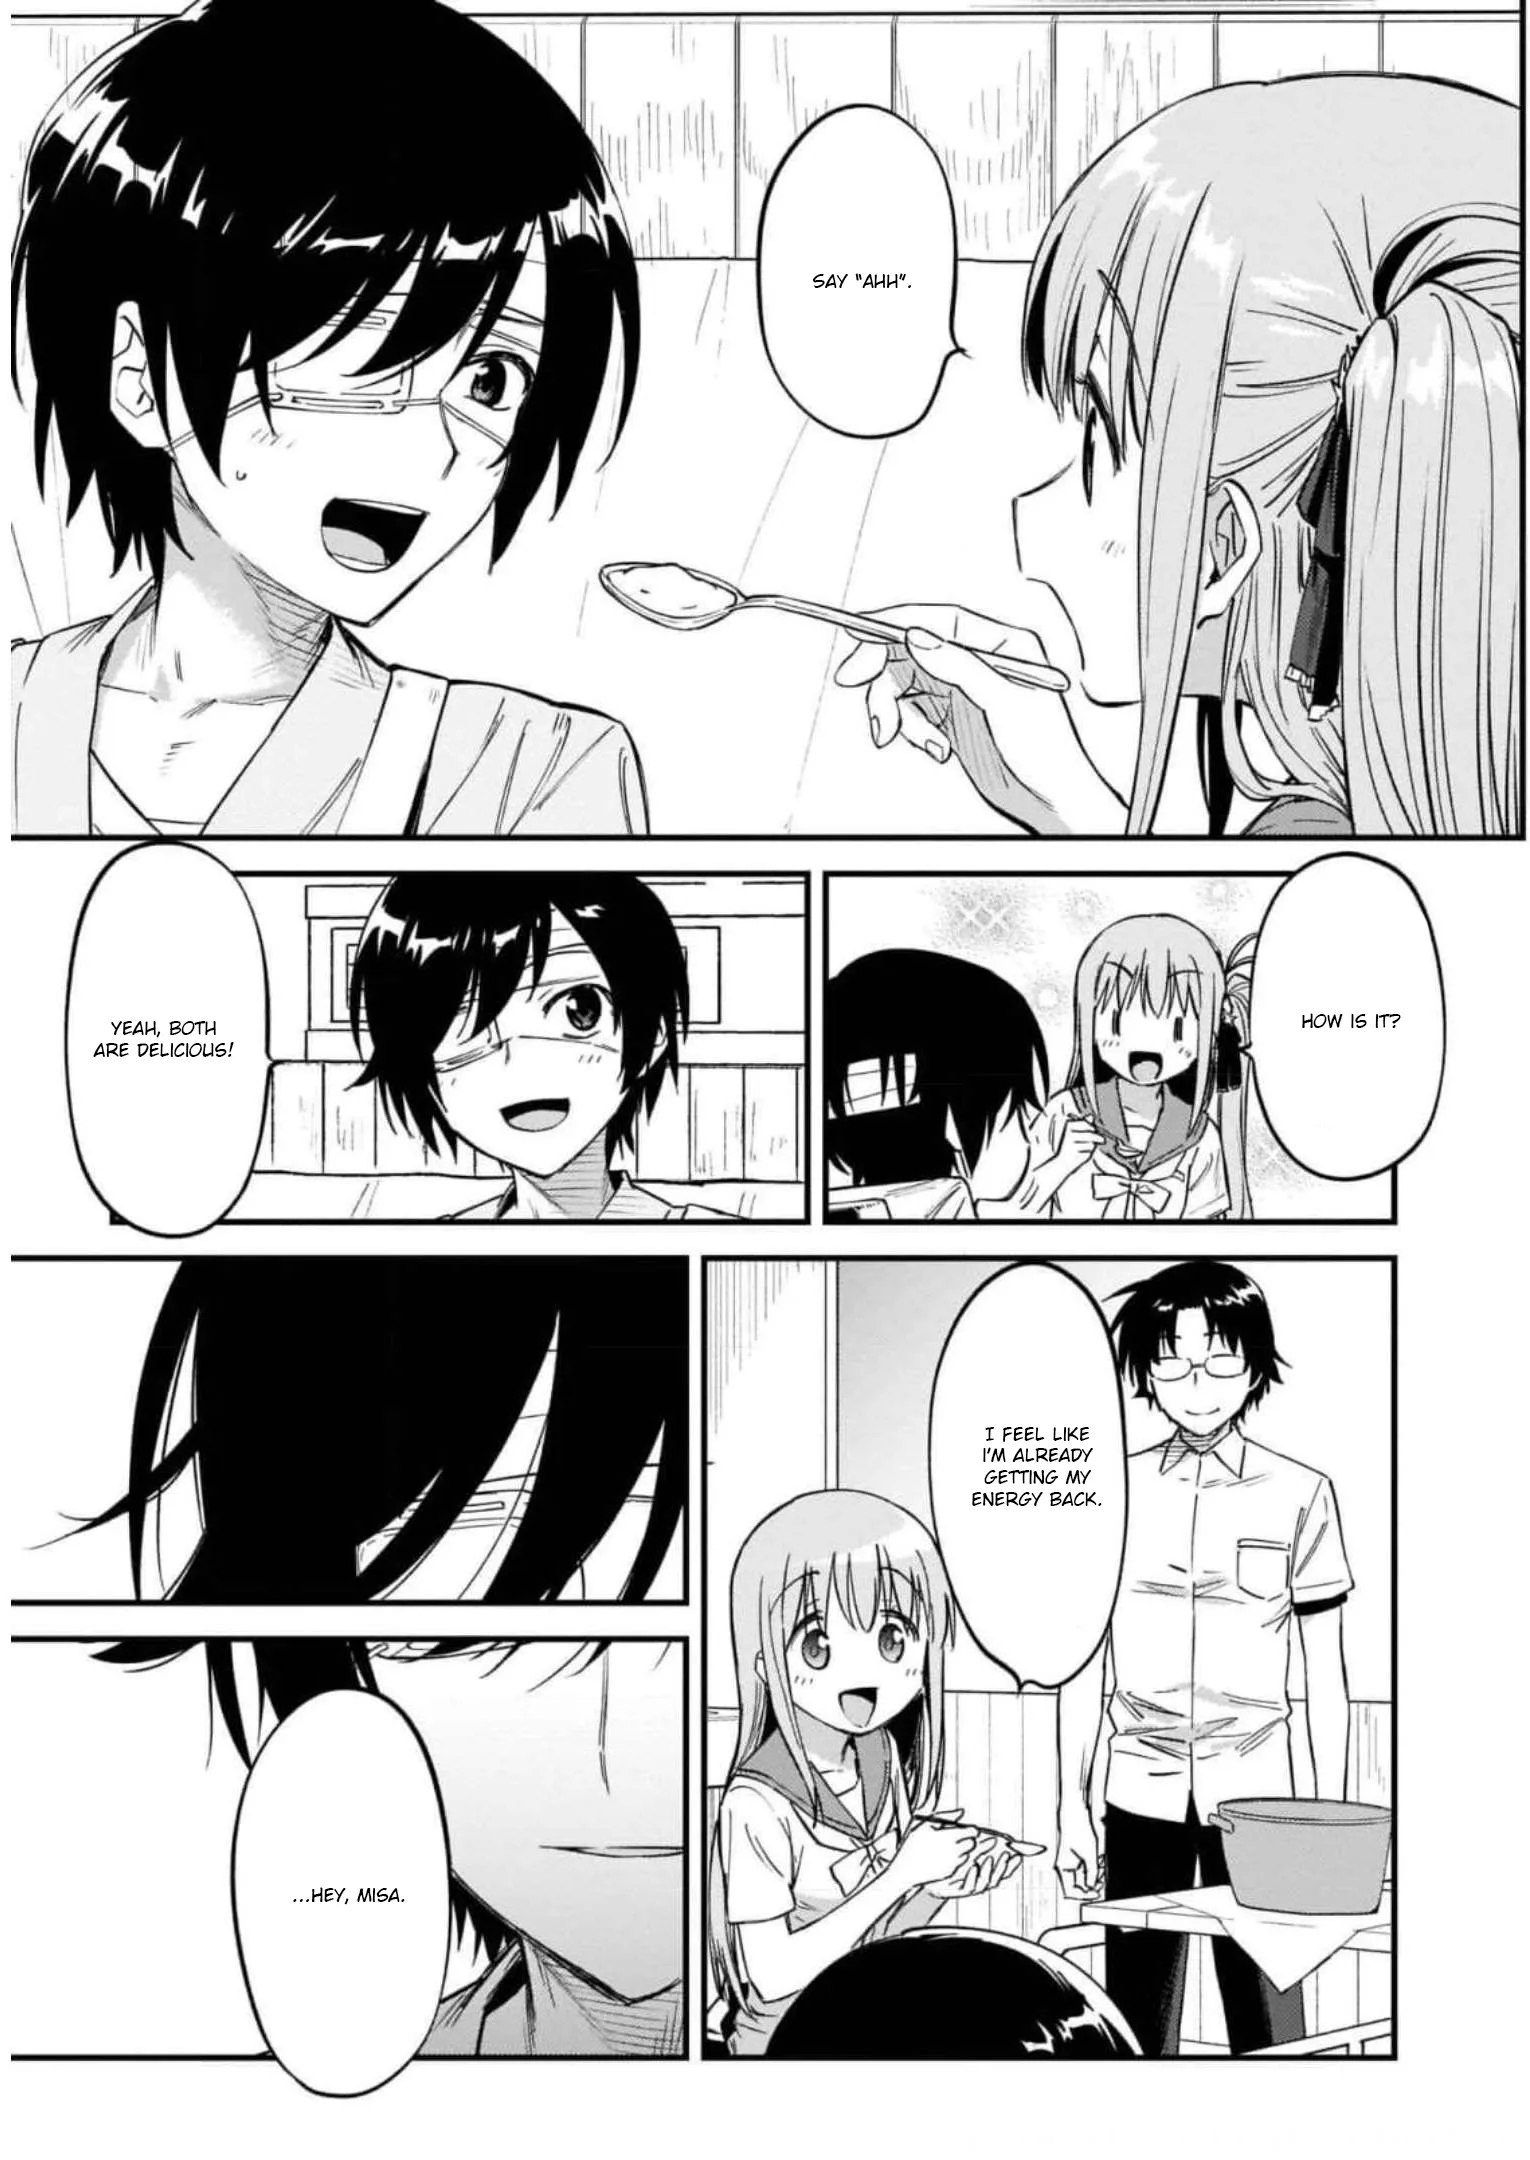 SAY "AHH".
HOW IS IT?
YEAH, BOTH
ARE DELICIOUS!
I FEEL LIKE
I'M ALREADY
GETTING MY
ENERGY BACK.
...HEY, MISA.